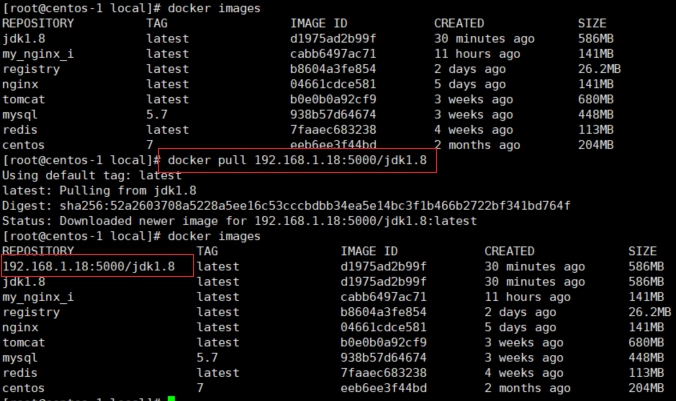 [root@centos-1 local]# docker images
REPOSITORY TAG IMAGE ID CREATED SIZE
jdk1.8 latest d1975ad2b99f 30 minutes ago 586MB
my_nginx_i latest cabb6497ac71 11 hours ago 141MB
registry latest b8604a3fe854 2 days ago 26.2MB
nginx latest 04661cdce581 5 days ago 141MB
tomcat latest b0e0b0a92cf9 3 weeks ago 680MB
mysql 5.7 938b57d64674 3 weeks ago 448MB
redis latest 7faaec683238 4 weeks ago 113MB
centos 7 eeb6ee3f44bd 2 months ago 204MB
[root@centos-1 local]# docker pull 192.168.1.18:5000/jdk1.8
Using default tag: latest
latest: Pulling from jdk1.8
Digest: sha256:52a2603708a5228a5ee16c53cccbdbb34ea5e14bc3f1b466b2722bf341bd764f
Status: Downloaded newer image for 192.168.1.18:5000/jdk1.8:latest
[root@centos-1 local]# docker images
REPOSITORY TAG IMAGE ID CREATED SIZE
192.168.1.18:5000/jdk1.8 latest d1975ad2b99f 30 minutes ago 586MB
jdk1.8 latest d1975ad2b99f 30 minutes ago 586MB
my_nginx_i latest cabb6497ac71 11 hours ago 141MB
registry latest b8604a3fe854 2 days ago 26.2MB
nginx latest 04661cdce581 5 days ago 141MB
tomcat latest b0e0b0a92cf9 3 weeks ago 680MB
mysql 5.7 938b57d64674 3 weeks ago 448MB
redis latest 7faaec683238 4 weeks ago 113MB
centos 7 eeb6ee3f44bd 2 months ago 204MB
[root@centos-1 local]#